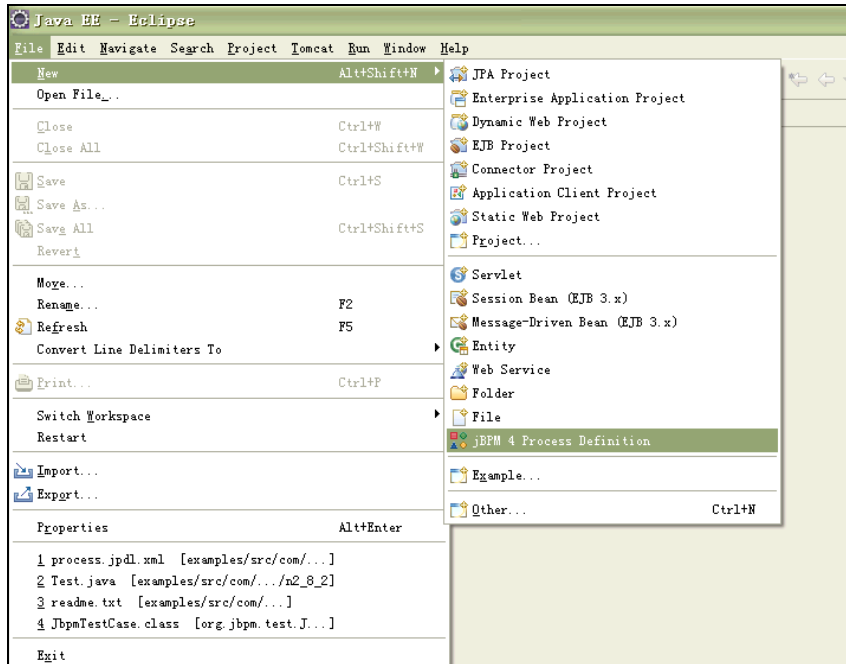 Java EE - Eclipse
File Edit Navigate Search Project Tomcat Run Window Help
New Alt+Shift+N
Open File...
Close Ctrl+W
Close All Ctrl+Shift+W
Save Ctrl+S
Save As...
Save All Ctrl+Shift+S
Revert
Move...
Rename... F2
Refresh F5
Convert Line Delimiters To
Print... Ctrl+P
Switch Workspace
Restart
Import...
Export...
Properties Alt+Enter
1 process.jpdl.xml [examples/src/com/...]
2 Test.java [examples/src/com/.../n2_8_2]
3 readme.txt [examples/src/com/...]
4 JbpmTestCase.class [org.jbpm.test.J...]
Exit
JPA Project
Enterprise Application Project
Dynamic Web Project
EJB Project
Connector Project
Application Client Project
Static Web Project
Project...
Servlet
Session Bean (EJB 3.x)
Message-Driven Bean (EJB 3.x)
Entity
Web Service
Folder
File
jBPM 4 Process Definition
Example...
Other... Ctrl+N